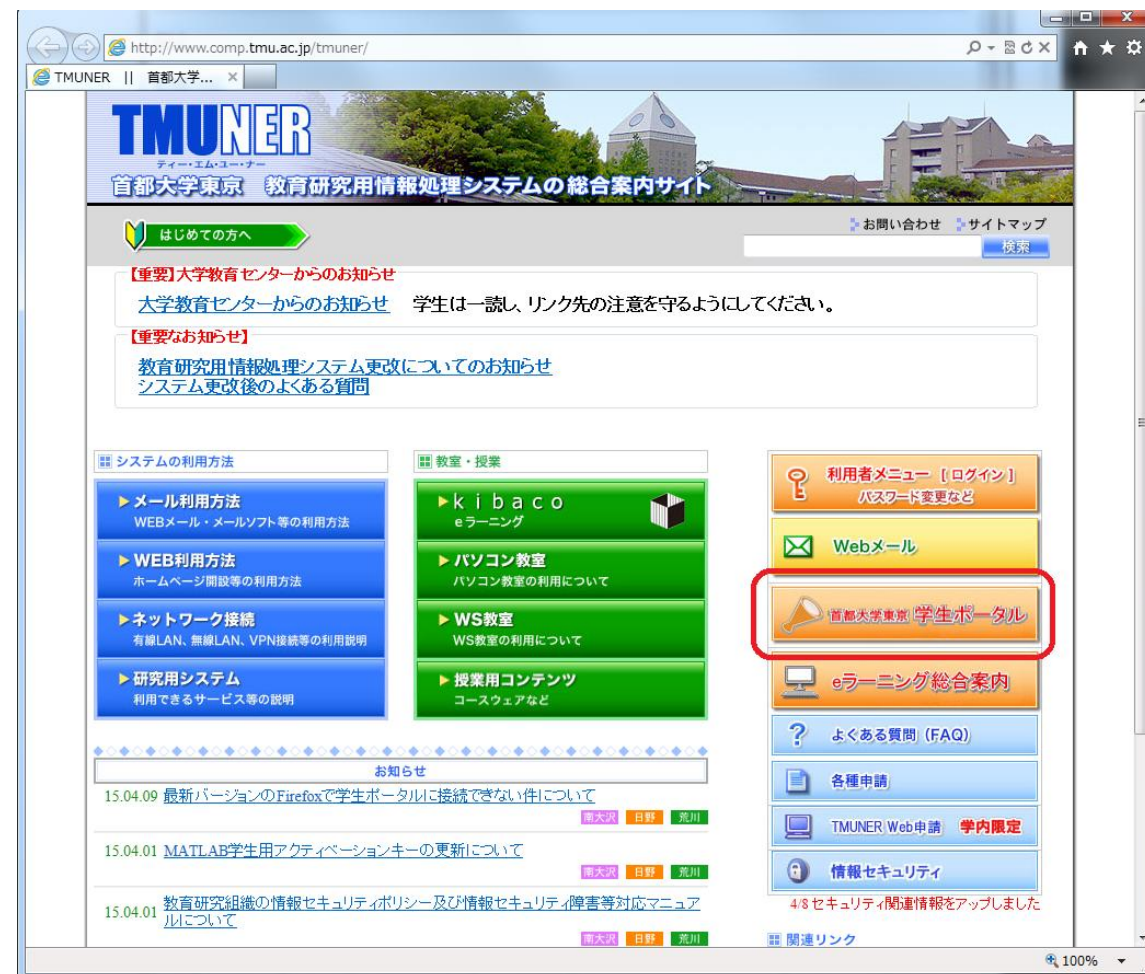 http://www.comp.tmu.ac.jp/tmuner/
TMUNER || 首都大学...
TMUNER
ティー・エム・ユー・ナー
首都大学東京 教育研究用情報処理システムの総合案内サイト
お問い合わせ サイトマップ
はじめての方へ
検索
【重要】大学教育センターからのお知らせ
大学教育センターからのお知らせ 学生は一読し、リンク先の注意を守るようにしてください。
【重要なお知らせ】
教育研究用情報処理システム更改についてのお知らせ
システム更改後のよくある質問
システムの利用方法
メール利用方法
WEBメール・メールソフト等の利用方法
WEB利用方法
ホームページ開設等の利用方法
ネットワーク接続
有線LAN、無線LAN、VPN接続等の利用説明
研究用システム
利用できるサービス等の説明
教室・授業
kibaco
eラーニング
パソコン教室
パソコン教室の利用について
WS教室
WS教室の利用について
授業用コンテンツ
コースウェアなど
利用者メニュー [ログイン]
パスワード変更など
Webメール
首都大学東京 学生ポータル
eラーニング総合案内
よくある質問 (FAQ)
各種申請
TMUNER Web申請 学内限定
情報セキュリティ
4/8 セキュリティ関連情報をアップしました
関連リンク
お知らせ
15.04.09 最新バージョンのFirefoxで学生ポータルに接続できない件について
南大沢 日野 荒川
15.04.01 MATLAB学生用アクティベーションキーの更新について
南大沢 日野 荒川
15.04.01 教育研究組織の情報セキュリティポリシー及び情報セキュリティ障害等対応マニュア
ルについて
南大沢 日野 荒川
100%